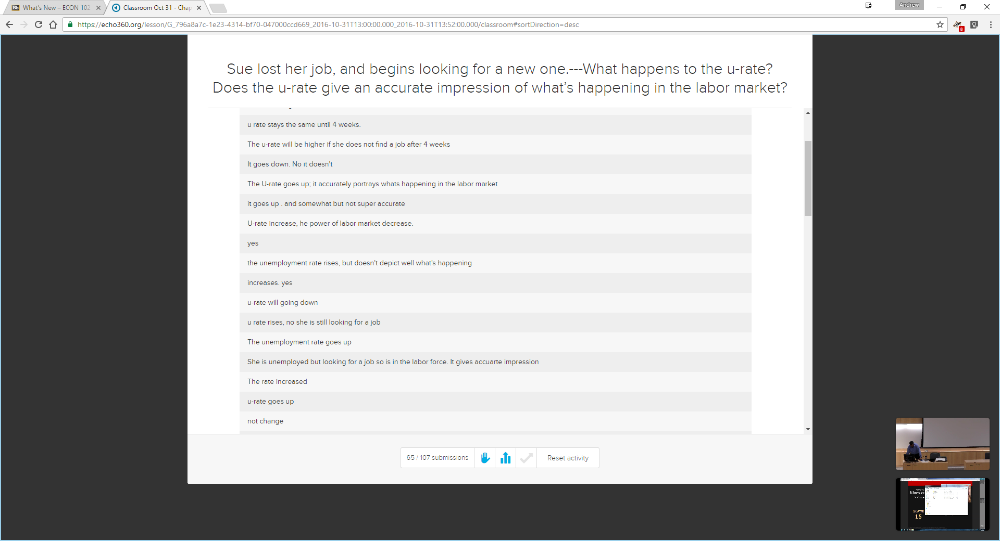 What's New – ECON 102
Classroom Oct 31 - Chap
Andrew
https://echo360.org/lesson/G_796a8a7c-1e23-4314-bf70-047000ccd669_2016-10-31T13:00:00.000_2016-10-31T13:52:00.000/classroom#sortDirection=desc
8
Sue lost her job, and begins looking for a new one.---What happens to the u-rate?
Does the u-rate give an accurate impression of what’s happening in the labor market?
u rate stays the same until 4 weeks.
The u-rate will be higher if she does not find a job after 4 weeks
It goes down. No it doesn't
The U-rate goes up; it accurately portrays whats happening in the labor market
it goes up . and somewhat but not super accurate
U-rate increase, he power of labor market decrease.
yes
the unemployment rate rises, but doesn't depict well what's happening
increases. yes
u-rate will going down
u rate rises, no she is still looking for a job
The unemployment rate goes up
She is unemployed but looking for a job so is in the labor force. It gives accuarte impression
The rate increased
u-rate goes up
not change
65 / 107 submissions
Reset activity
CHAPTER
15